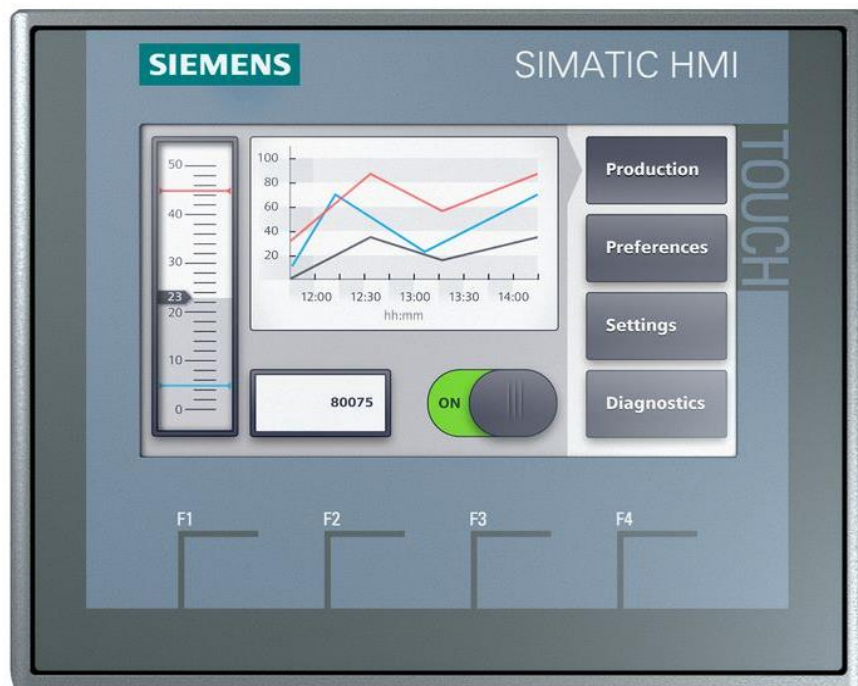 SIEMENS
SIMATIC HMI
TOUCH
50
40
30
23
20
10
0
100
80
60
40
20
12:00 12:30 13:00 13:30 14:00
hh:mm
80075
ON
Production
Preferences
Settings
Diagnostics
F1 F2 F3 F4